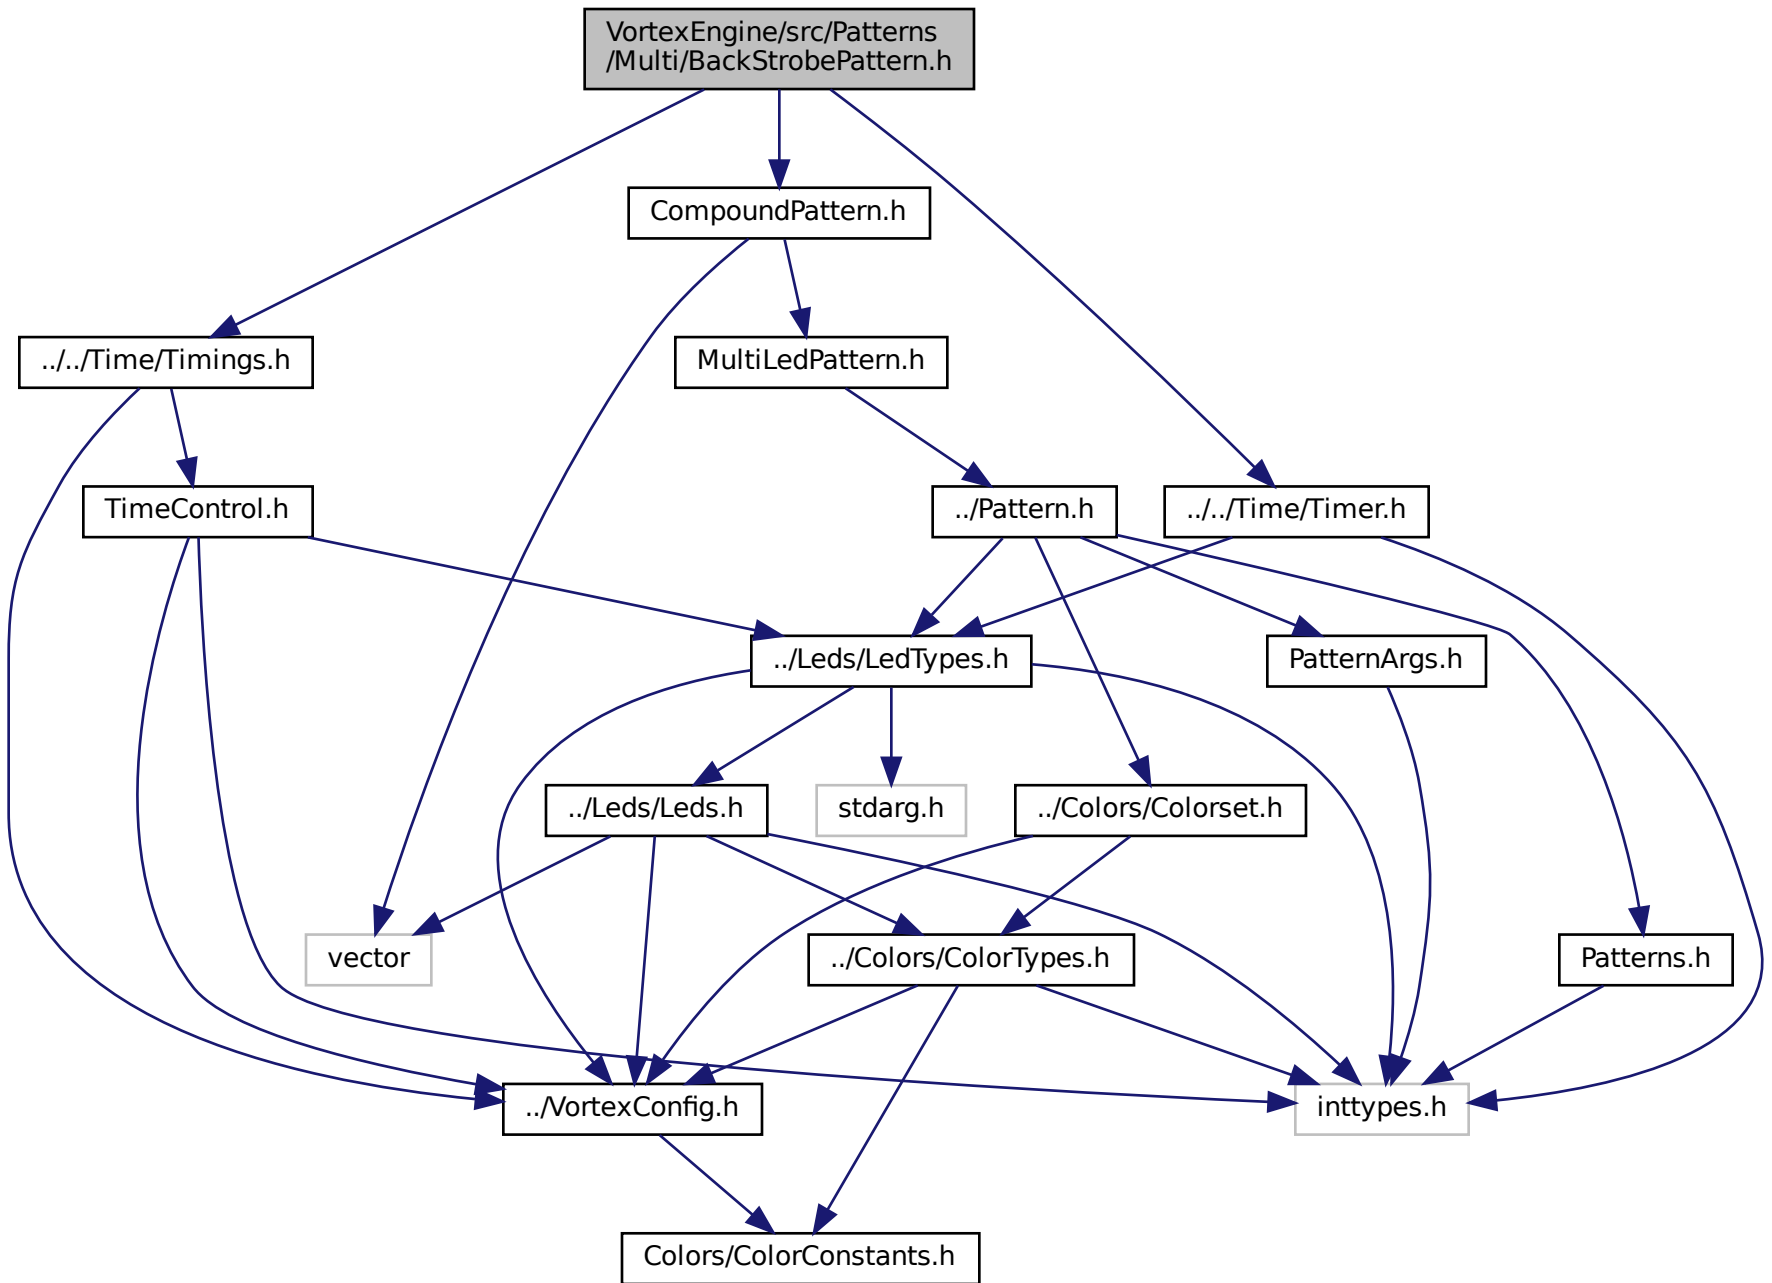 VortexEngine/src/Patterns
/Multi/BackStrobePattern.h
CompoundPattern.h
../../Time/Timings.h
MultiLedPattern.h
TimeControl.h
../Pattern.h
../../Time/Timer.h
../Leds/LedTypes.h
PatternArgs.h
../Leds/Leds.h
stdarg.h
../Colors/Colorset.h
vector
../Colors/ColorTypes.h
Patterns.h
../VortexConfig.h
inttypes.h
Colors/ColorConstants.h